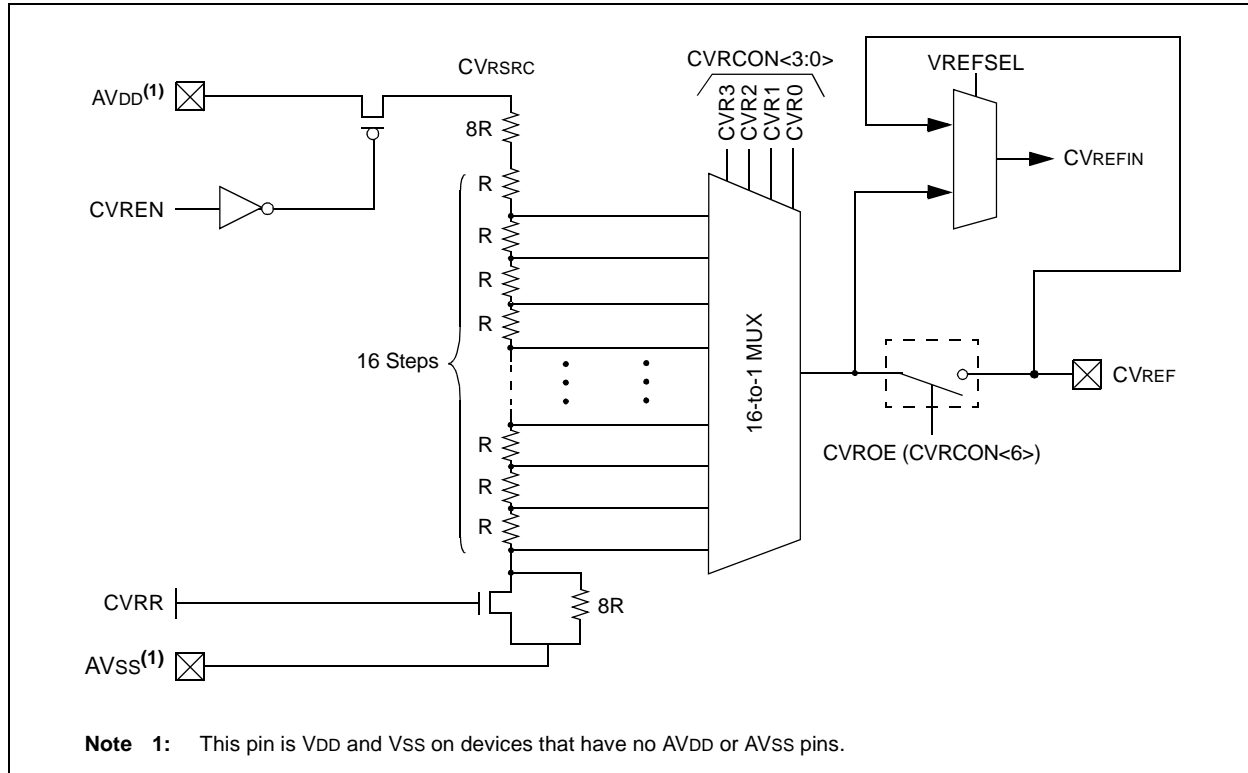 CVRCON<3:0>
CVRSRC
VREFSEL
AVDD(1)
CVR3
CVR2
CVR1
CVR0
8R
R
CVREFIN
CVREN
R
R
R
16 Steps
16-to-1 MUX
CVREF
CVROE (CVRCON<6>)
R
R
R
CVRR
8R
AVSS(1)
Note 1: This pin is VDD and VSS on devices that have no AVDD or AVSS pins.